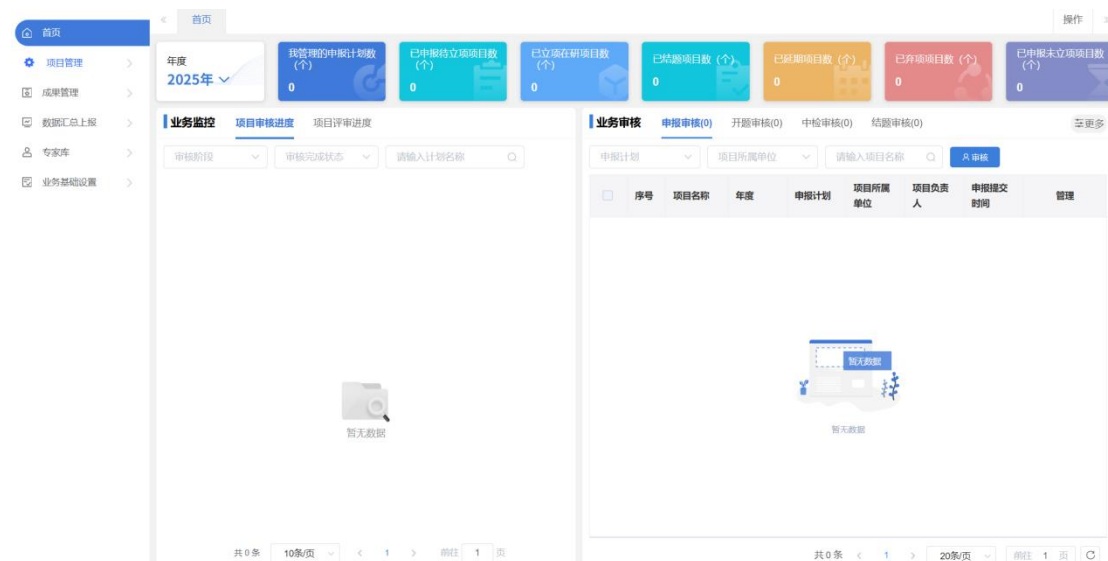 首页
项目管理
成果管理
数据汇总上报
专家库
业务基础设置
首页
操作
年度
2025年
我管理的申报计划数
(个)
0
已申报待立项项目数
(个)
0
已立项在研项目数
(个)
0
已结题项目数 (个)
0
已延期项目数 (个)
0
已弃项项目数 (个)
0
已申报未立项项目数
(个)
0
业务监控 项目审核进度 项目评审进度
审核阶段 审核完成状态 请输入计划名称
暂无数据
共 0 条 10条/页 1 前往 1 页
业务审核 申报审核(0) 开题审核(0) 中检审核(0) 结题审核(0) 更多
申报计划 项目所属单位 请输入项目名称 审核
序号 项目名称 年度 申报计划 项目所属单位 项目负责人 申报提交时间 管理
暂无数据
暂无数据
共 0 条 1 20条/页 前往 1 页